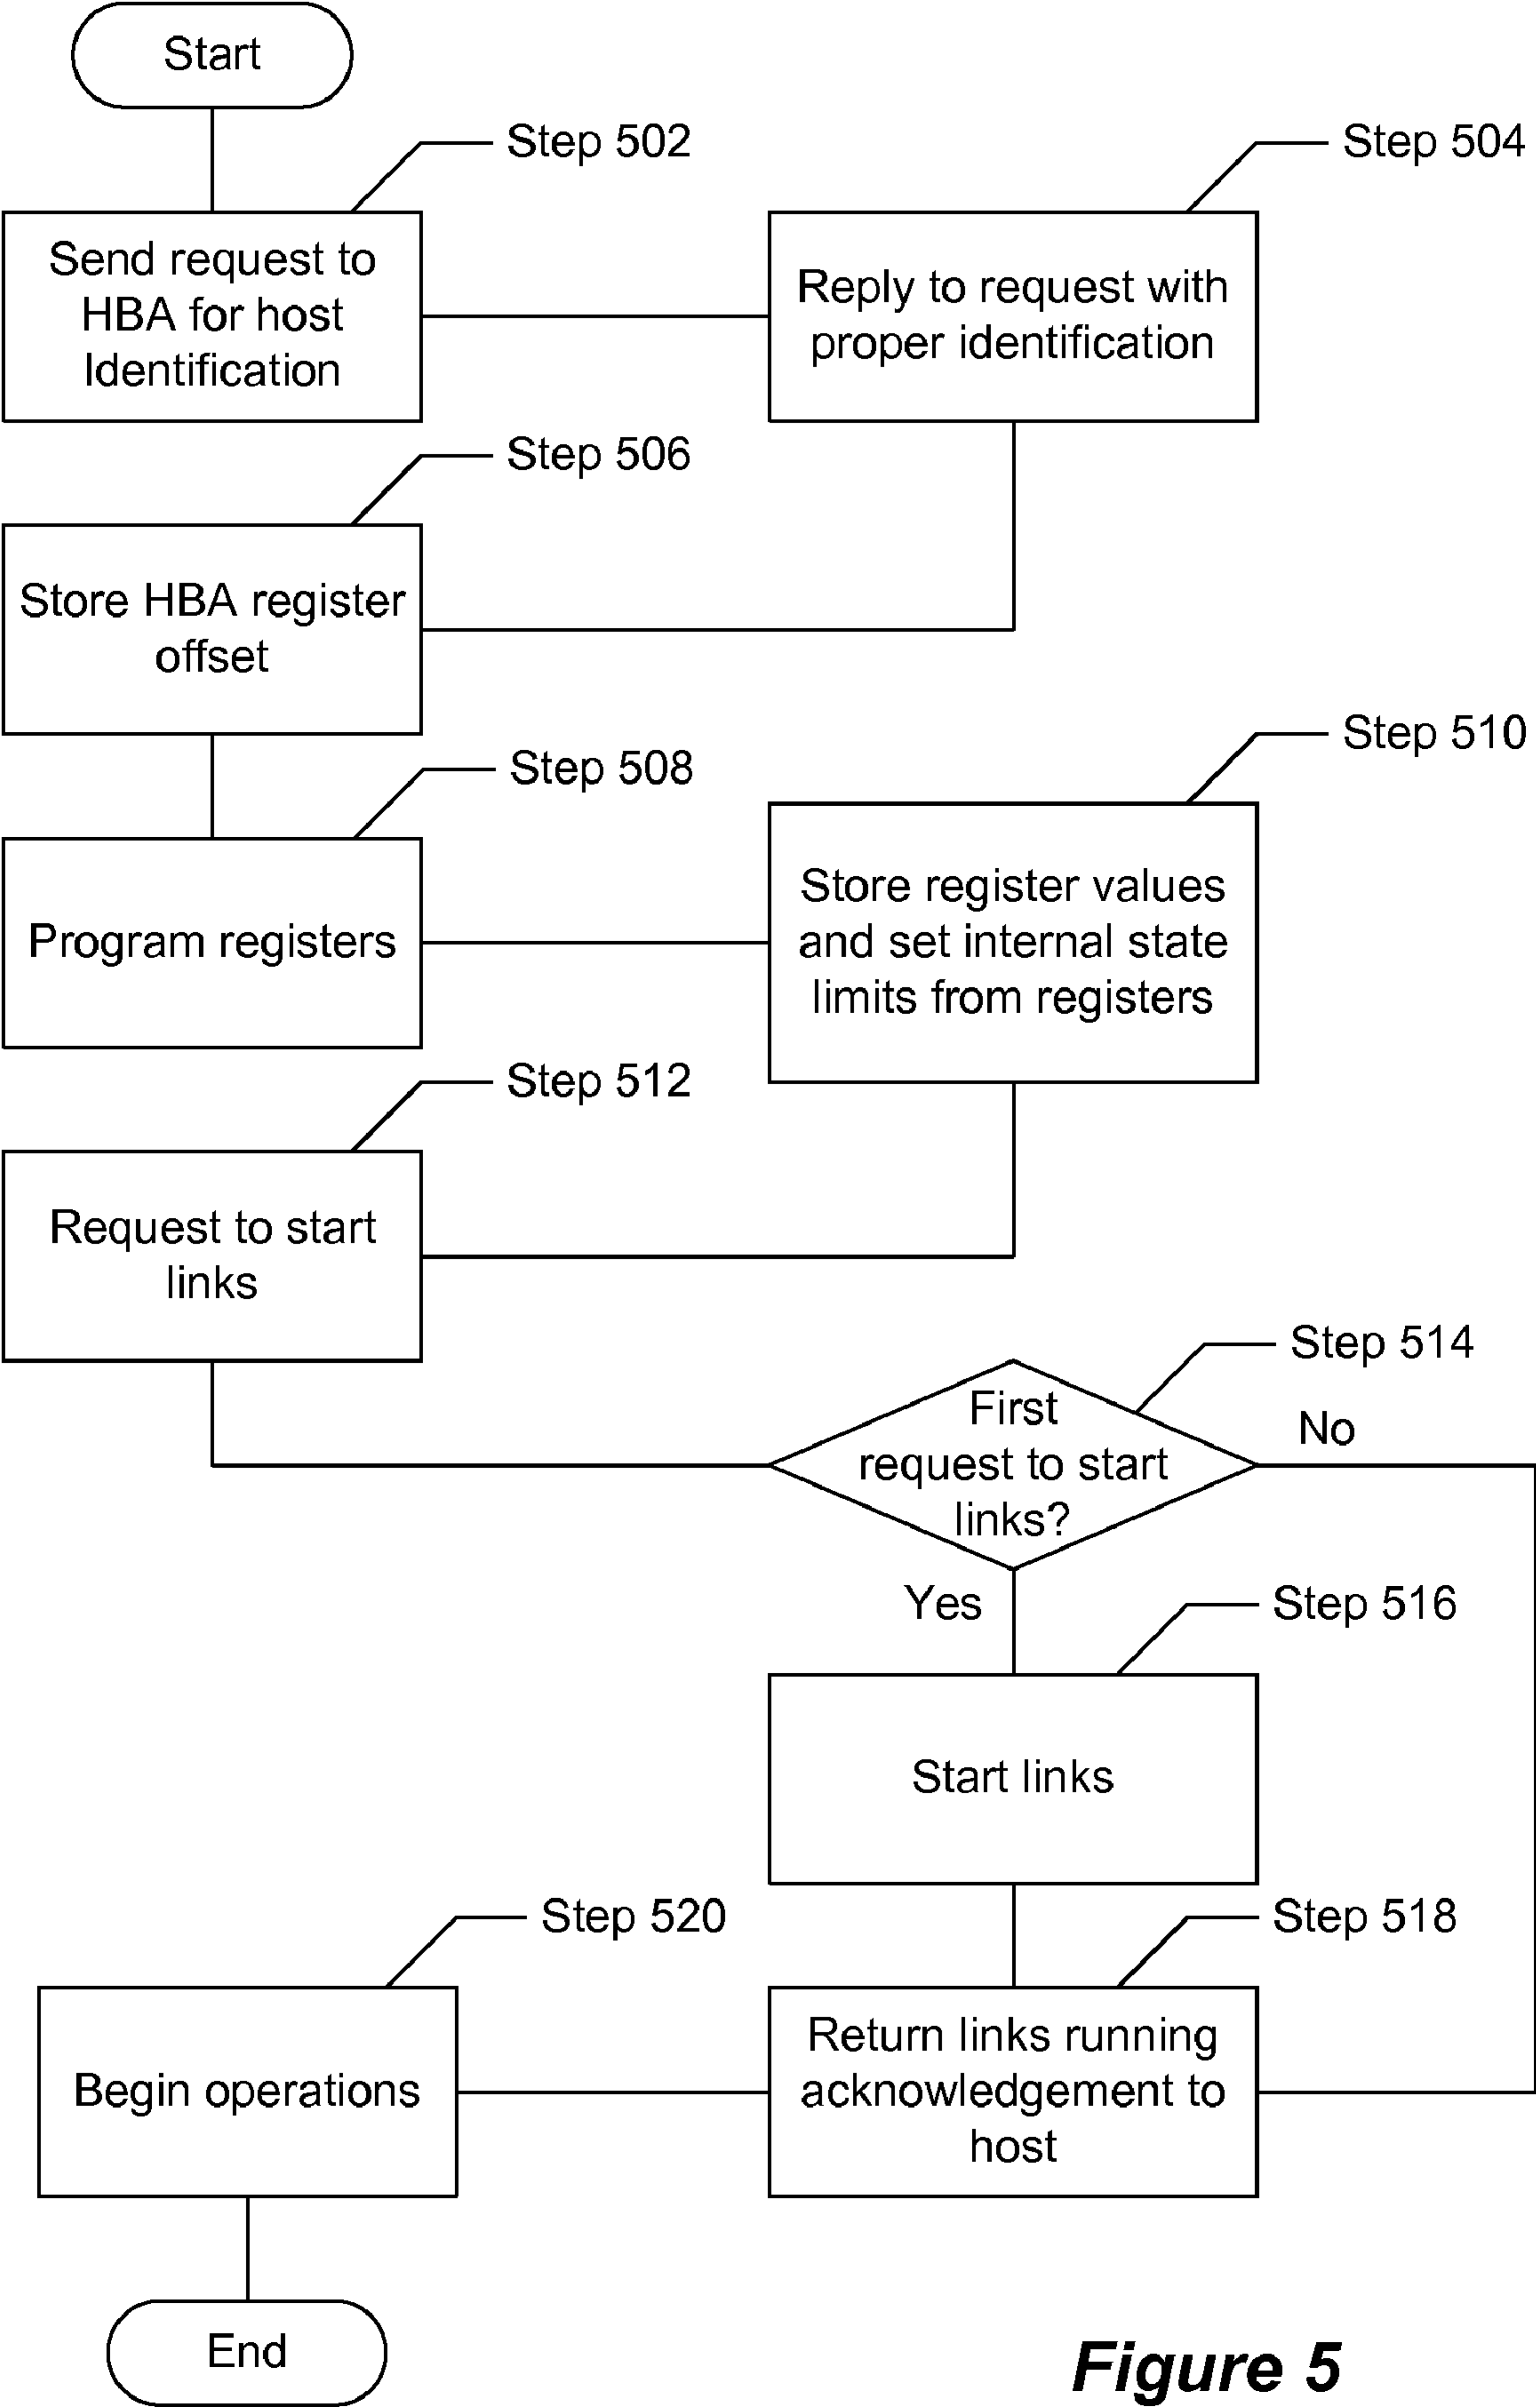 Start
Step 502
Step 504
Send request to
HBA for host
Identification
Reply to request with
proper identification
Step 506
Store HBA register
offset
Step 508
Step 510
Program registers
Store register values
and set internal state
limits from registers
Step 512
Request to start
links
Step 514
First
request to start
links?
No
Yes
Step 516
Start links
Step 520
Step 518
Begin operations
Return links running
acknowledgement to
host
End
Figure 5